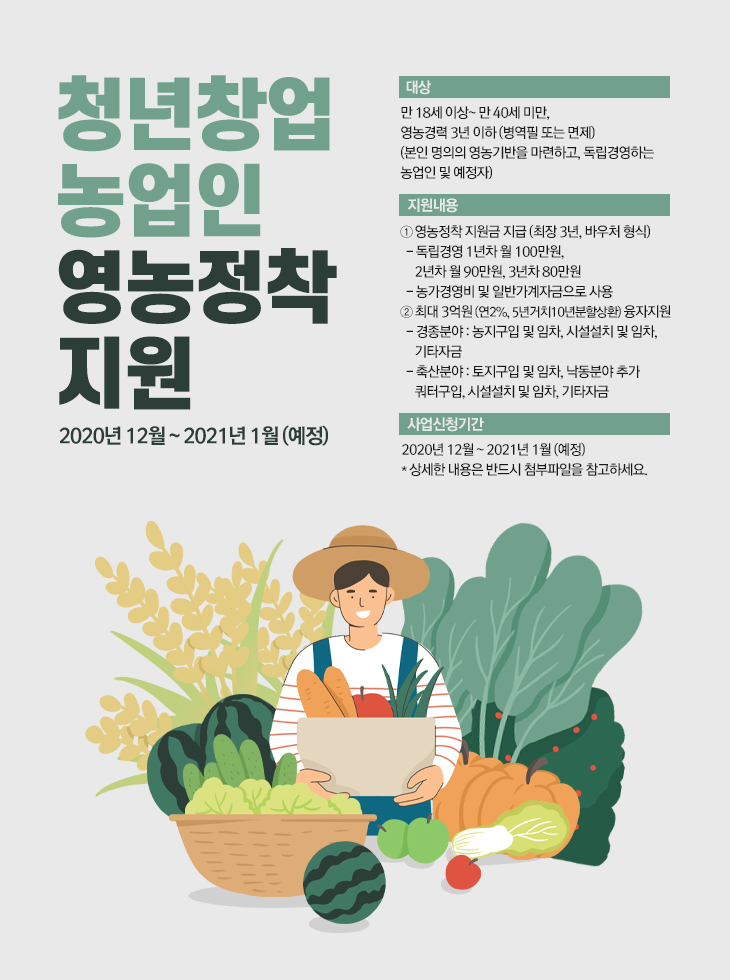 청년창업
농업인
영농정착
지원
2020년 12월 ~ 2021년 1월 (예정)
대상
만 18세 이상~ 만 40세 미만,
영농경력 3년 이하 (병역필 또는 면제)
(본인 명의의 영농기반을 마련하고, 독립경영하는
농업인 및 예정자)
지원내용
① 영농정착 지원금 지급 (최장 3년, 바우처 형식)
- 독립경영 1년차 월 100만원,
2년차 월 90만원, 3년차 80만원
- 농가경영비 및 일반가계자금으로 사용
② 최대 3억원 (연2%, 5년거치10년분할상환) 융자지원
- 경종분야 : 농지구입 및 임차, 시설설치 및 임차,
기타자금
- 축산분야 : 토지구입 및 임차, 낙동분야 추가
쿼터구입, 시설설치 및 임차, 기타자금
사업신청기간
2020년 12월 ~ 2021년 1월 (예정)
* 상세한 내용은 반드시 첨부파일을 참고하세요.